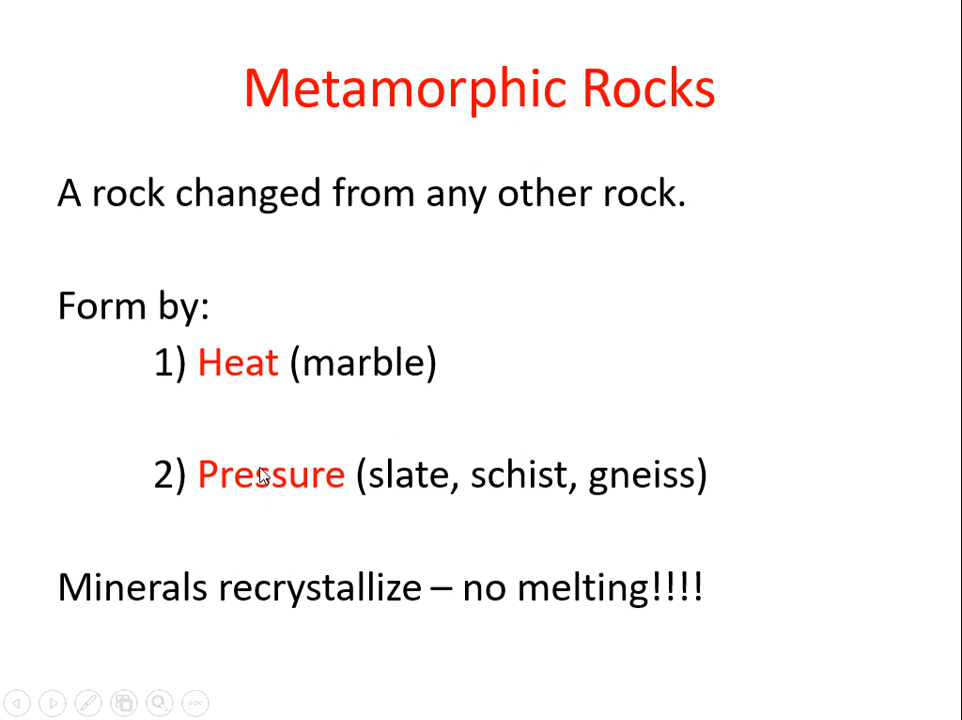 Metamorphic Rocks
A rock changed from any other rock.
Form by:
1) Heat (marble)
2) Pressure (slate, schist, gneiss)
Minerals recrystallize – no melting!!!!